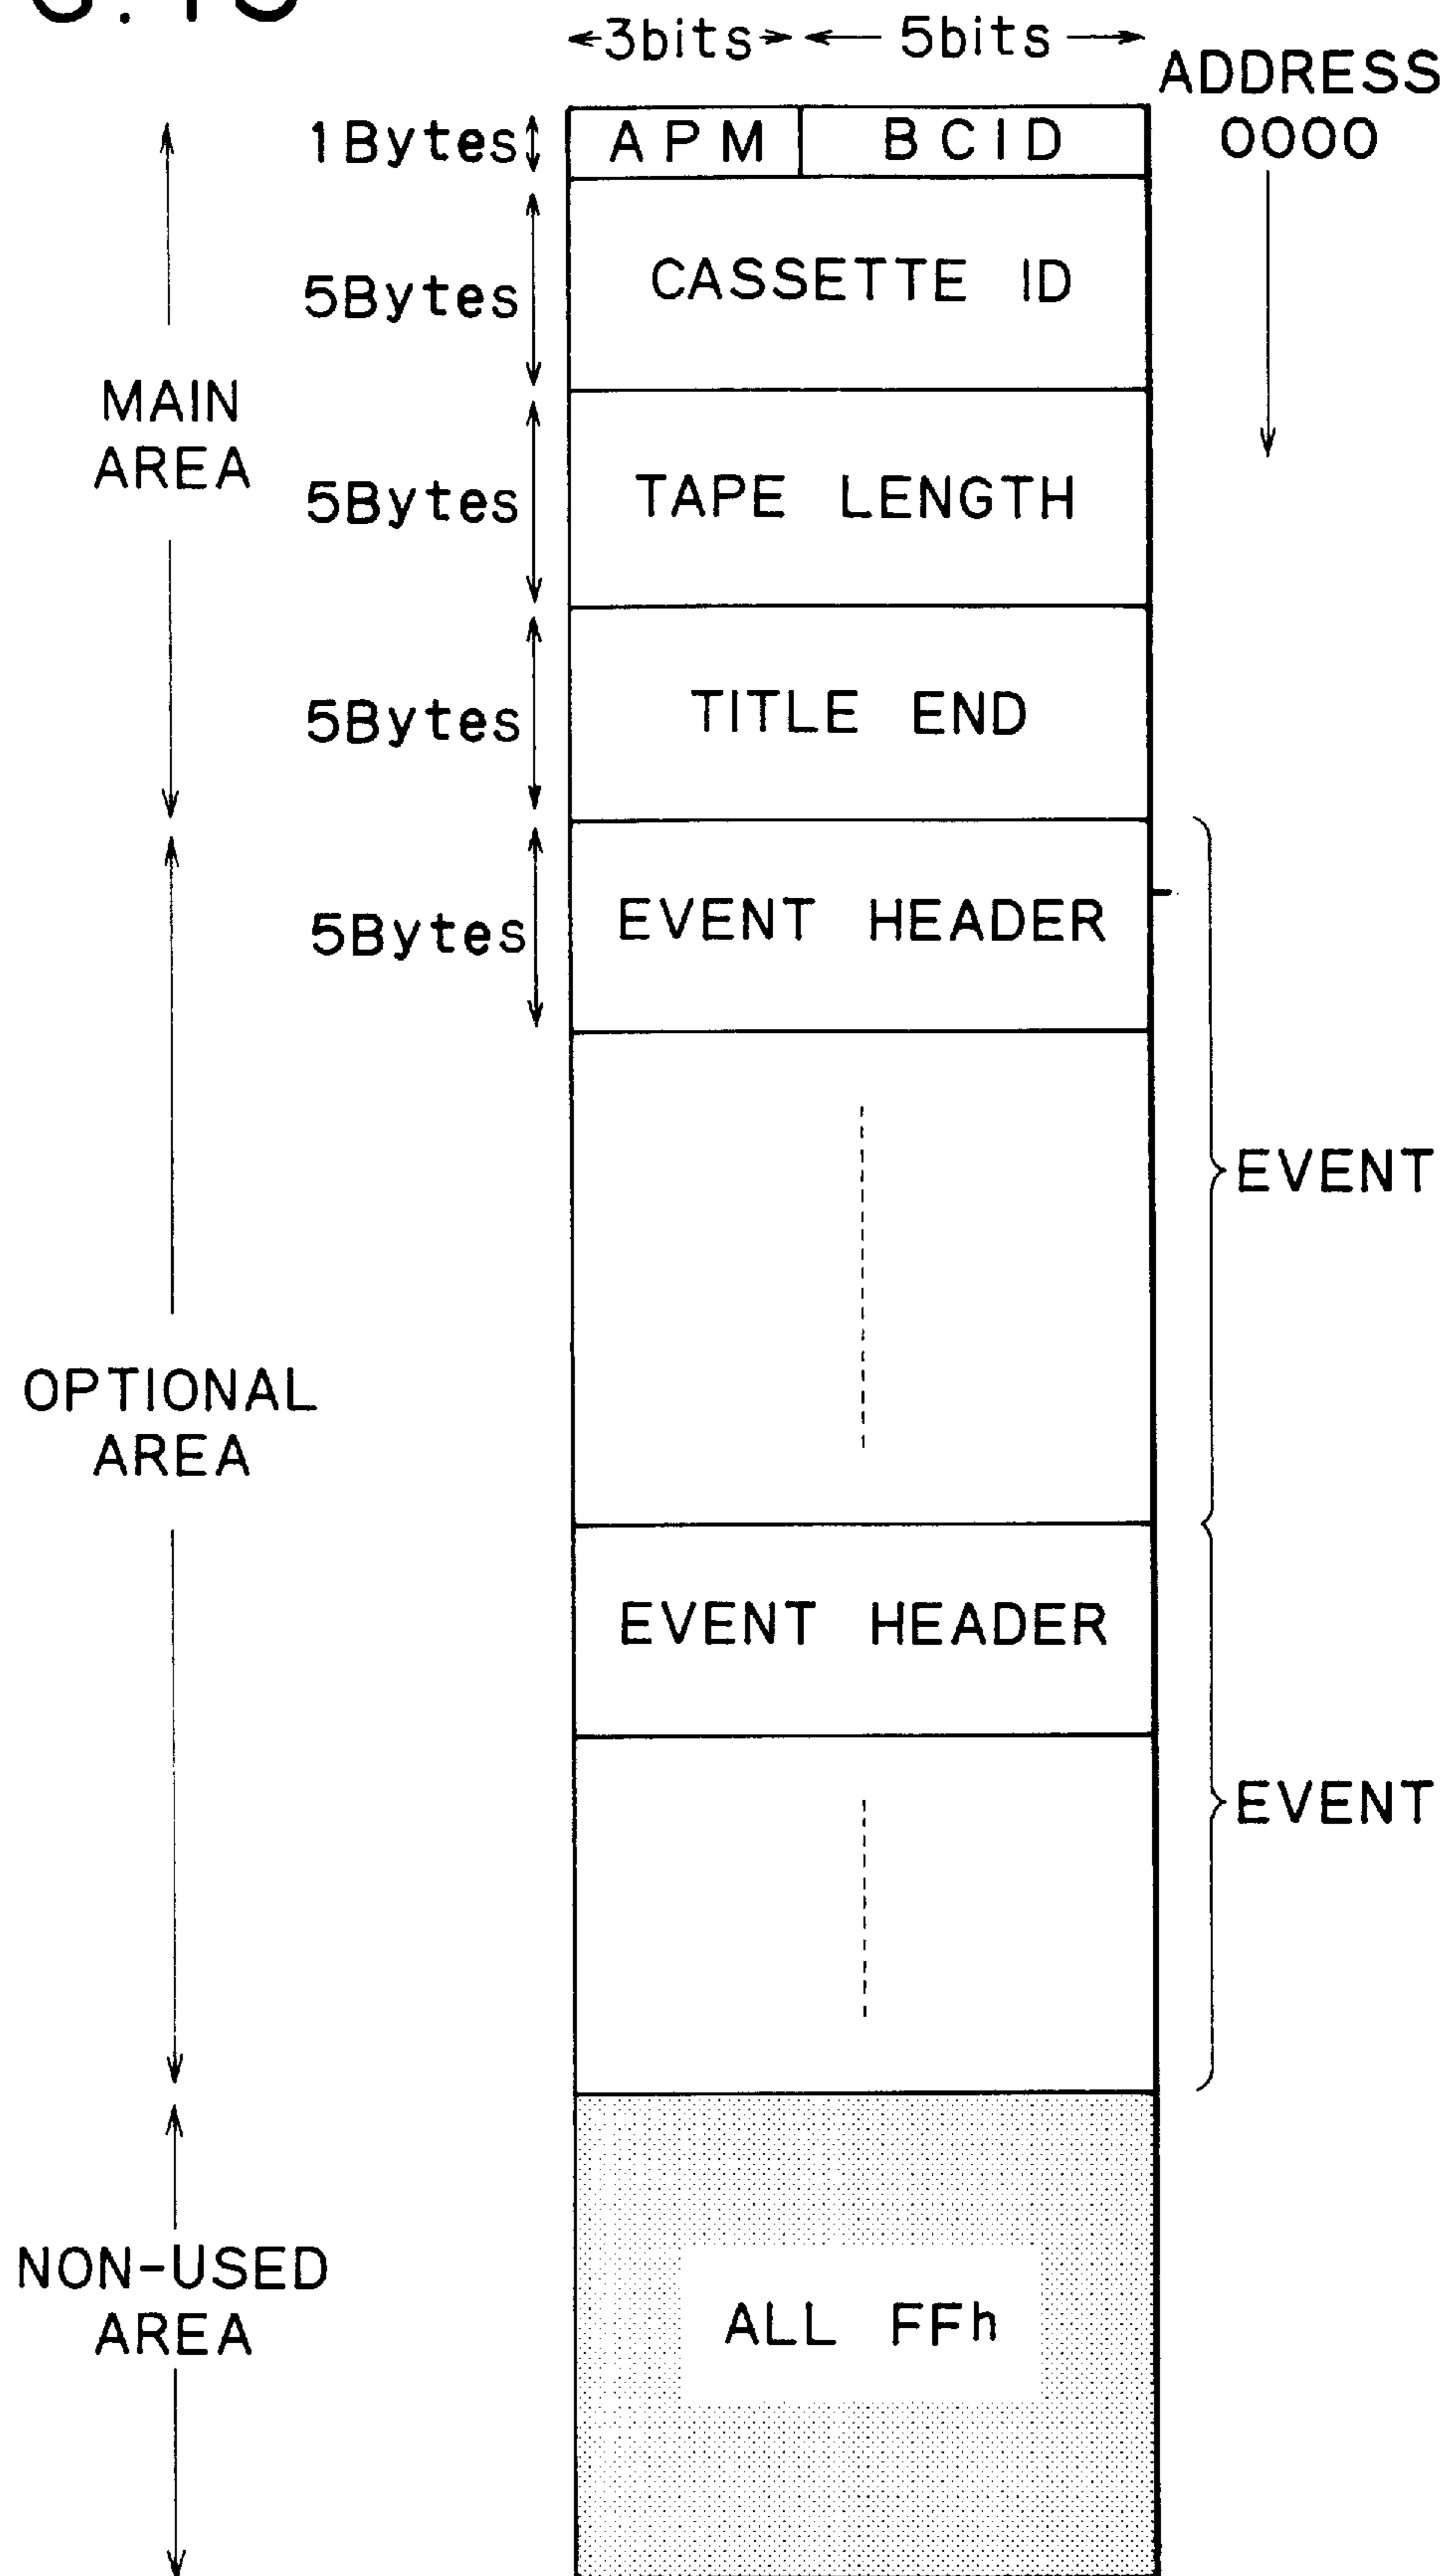 3bits 5bits
ADDRESS
0000
1Bytes APM BCID
5Bytes CASSETTE ID
MAIN
AREA
5Bytes TAPE LENGTH
5Bytes TITLE END
5Bytes EVENT HEADER
EVENT
OPTIONAL
AREA
EVENT HEADER
EVENT
NON-USED
AREA
ALL FFh